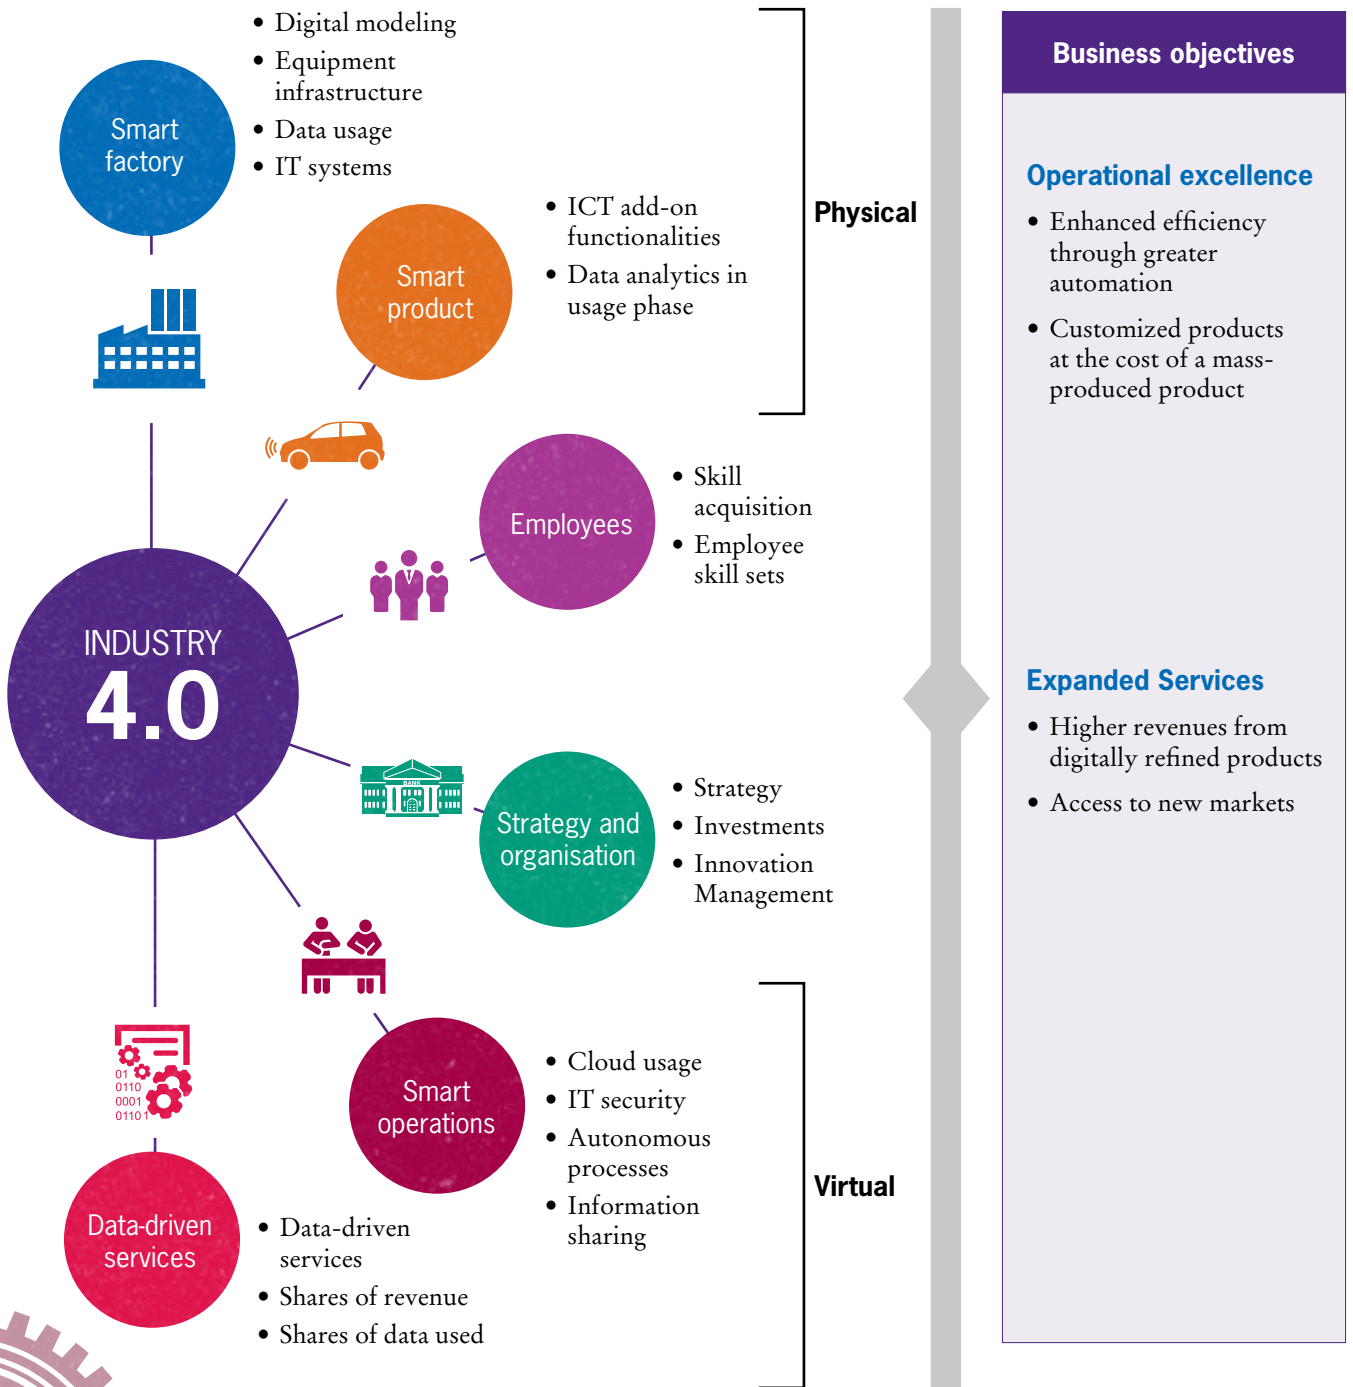 • Digital modeling
• Equipment
infrastructure
• Data usage
• IT systems
Smart
factory
• ICT add-on
functionalities
• Data analytics in
usage phase
Smart
product
Physical
• Skill
acquisition
• Employee
skill sets
Employees
INDUSTRY
4.0
BANK
Strategy and
organisation
• Strategy
• Investments
• Innovation
Management
Smart
operations
• Cloud usage
• IT security
• Autonomous
processes
• Information
sharing
Virtual
01
0110
0001
01101
Data-driven
services
• Data-driven
services
• Shares of revenue
• Shares of data used
Business objectives
Operational excellence
• Enhanced efficiency
through greater
automation
• Customized products
at the cost of a mass-
produced product
Expanded Services
• Higher revenues from
digitally refined products
• Access to new markets